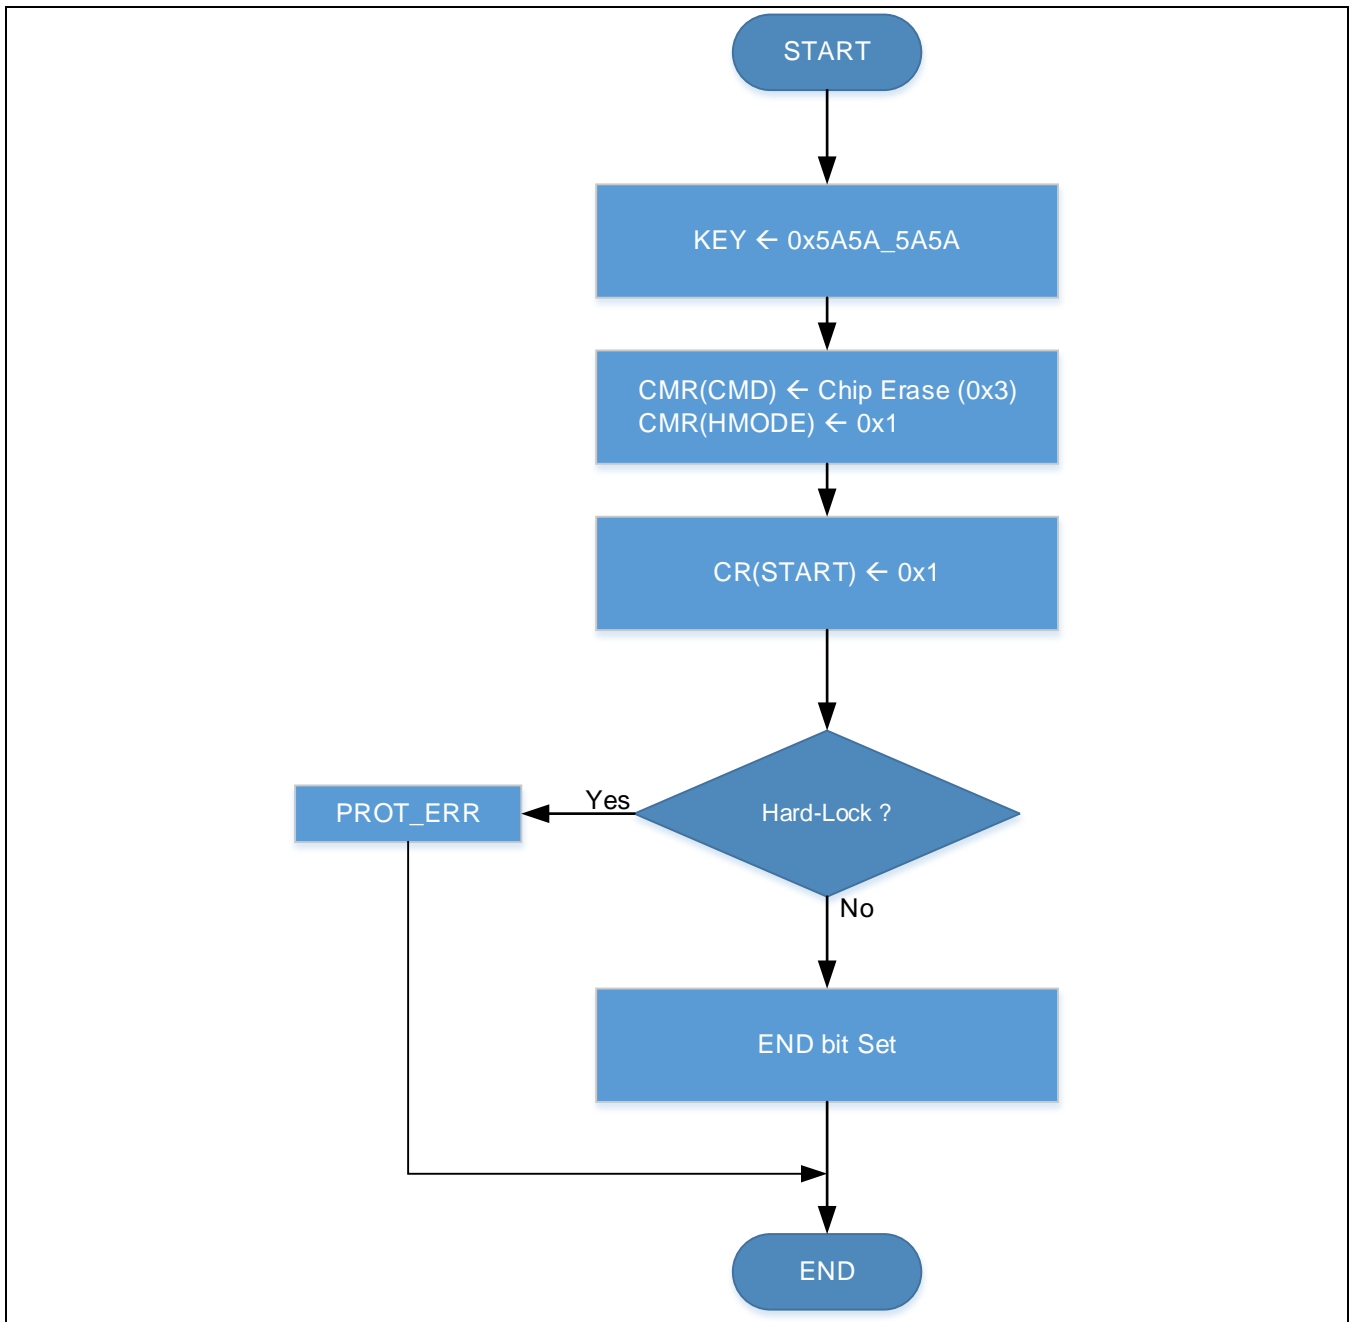 START
KEY ← 0x5A5A_5A5A
CMR(CMD) ← Chip Erase (0x3)
CMR(HMODE) ← 0x1
CR(START) ← 0x1
Hard-Lock ?
Yes
PROT_ERR
No
END bit Set
END